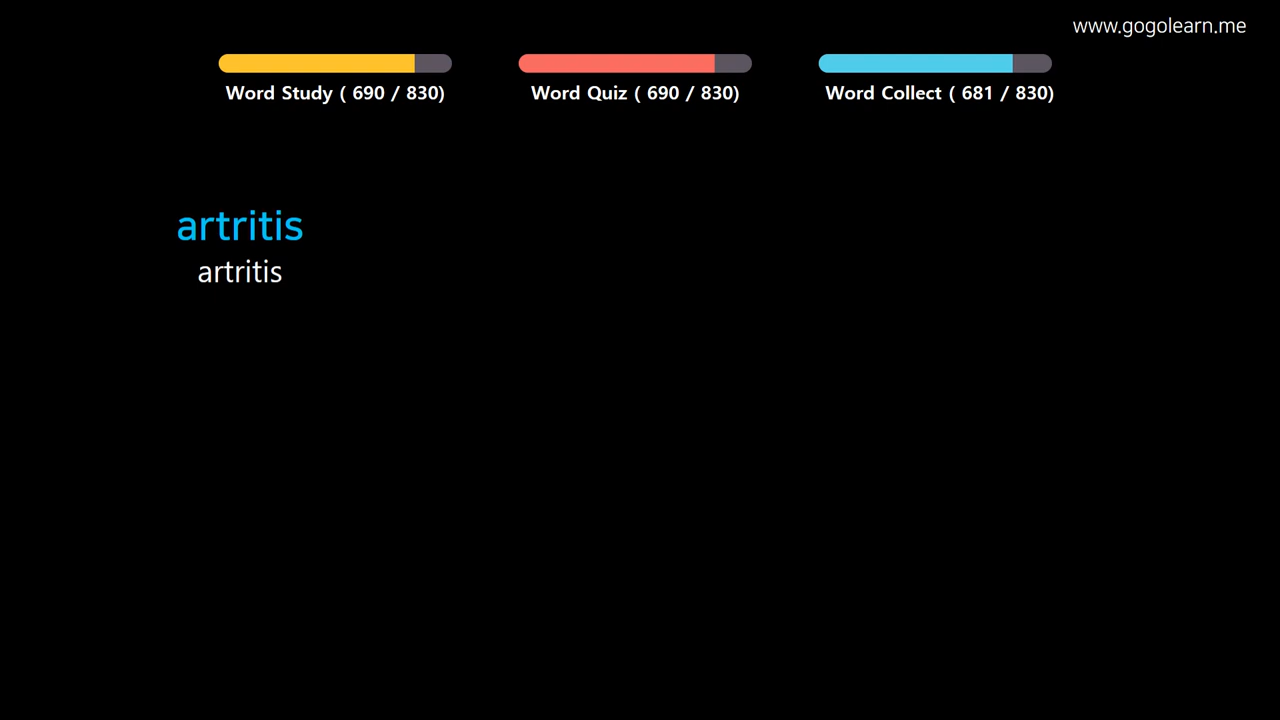 www.gogolearn.me
Word Study ( 690 / 830)
Word Quiz ( 690 / 830)
Word Collect ( 681 / 830)
artritis
artritis